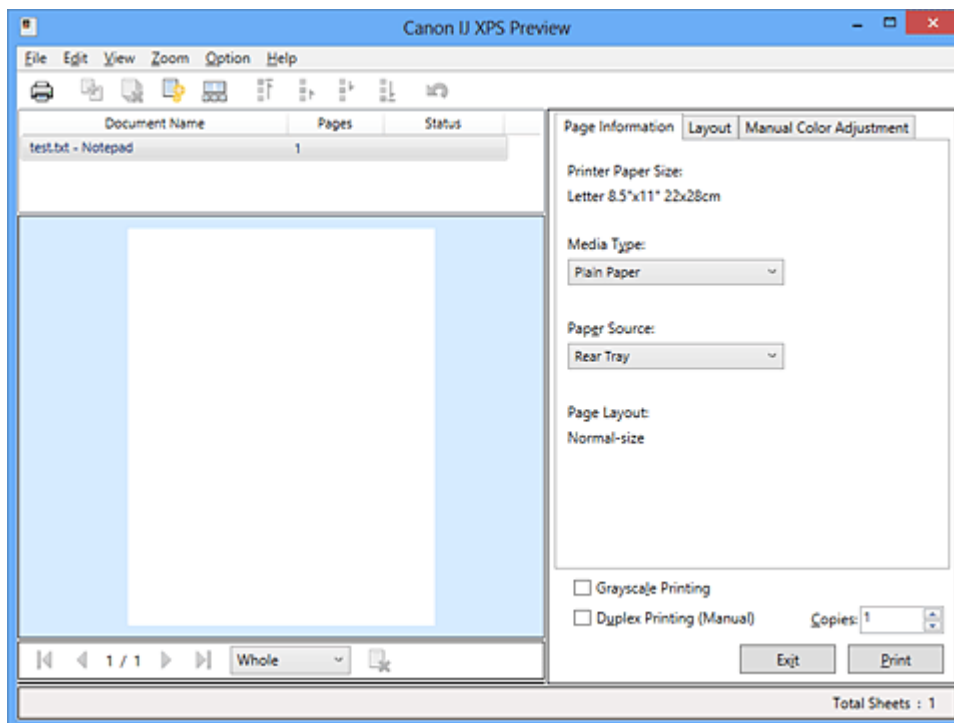 Canon IJ XPS Preview
File Edit View Zoom Option Help
Document Name Pages Status
test.txt - Notepad 1
Page Information Layout Manual Color Adjustment
Printer Paper Size:
Letter 8.5"x11" 22x28cm
Media Type:
Plain Paper
Paper Source:
Rear Tray
Page Layout:
Normal-size
Grayscale Printing
Duplex Printing (Manual) Copies: 1
1 / 1 Whole
Exit Print
Total Sheets : 1